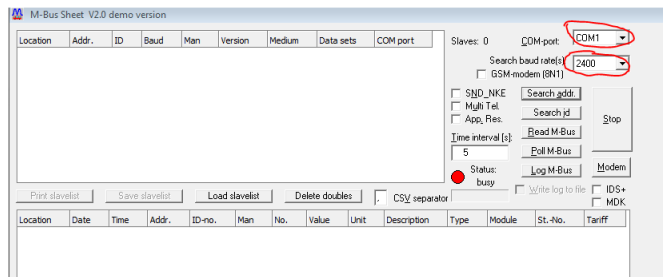 M-Bus Sheet V2.0 demo version
Location Addr. ID Baud Man Version Medium Data sets COM port
Slaves: 0 COM-port: COM1
Search baud rate(s) 2400
GSM-modem (8N1)
SND_NKE Search addr.
Multi Tel.
App. Res. Search id
Stop
Time interval [s]: Read M-Bus
5 Poll M-Bus
Status: busy Log M-Bus Modem
Print slavelist Save slavelist Load slavelist Delete doubles , CSV separator
Write log to file IDS+
MDK
Location Date Time Addr. ID-no. Man No. Value Unit Description Type Module St.-No. Tariff